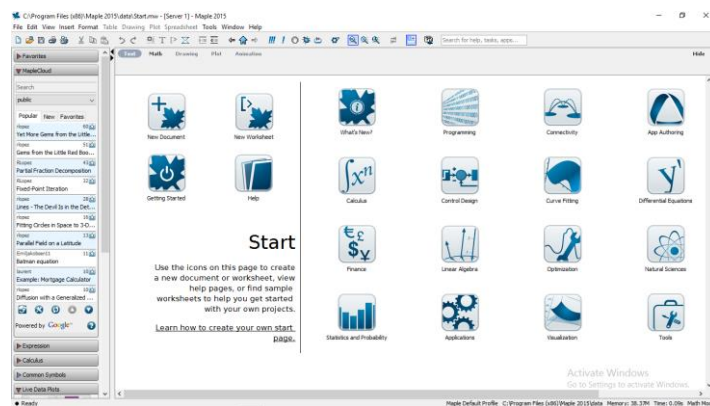 C:\Program Files (x86)\Maple 2015\data\Start.mw - [Server 1] - Maple 2015
File Edit View Insert Format Table Drawing Plot Spreadsheet Tools Window Help
Search for help, tasks, apps...
Text Math Drawing Plot Animation Hide
Favorites
MapleCloud
Search
public
Popular New Favorites
Yet More Gems from the Little...
Gems from the Little Red Boo...
Partial Fraction Decomposition
Fixed-Point Iteration
Lines - The Devil Is in the Det...
Fitting Circles in Space to 3-D...
Parallel Field on a Latitude
Batman equation
Example: Mortgage Calculator
Diffusion with a Generalized ...
Powered by Google™
Expression
Calculus
Common Symbols
Live Data Plots
New Document
New Worksheet
Getting Started
Help
Start
Use the icons on this page to create
a new document or worksheet, view
help pages, or find sample
worksheets to help you get started
with your own projects.
Learn how to create your own start
page.
What's New?
Programming
Connectivity
App Authoring
Calculus
Control Design
Curve Fitting
Differential Equations
Finance
Linear Algebra
Optimization
Natural Sciences
Statistics and Probability
Applications
Visualization
Tools
Activate Windows
Go to Settings to activate Windows.
Ready
Maple Default Profile C:\Program Files (x86)\Maple 2015\data Memory: 38.37M Time: 0.09s Math Mo